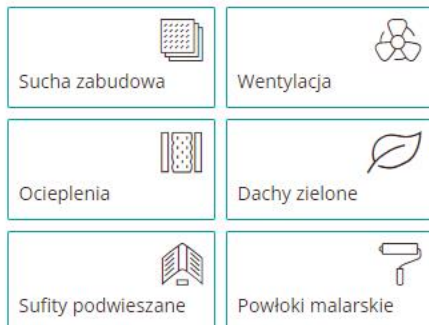 Sucha zabudowa
Wentylacja
Ocieplenia
Dachy zielone
Sufity podwieszane
Powłoki malarskie